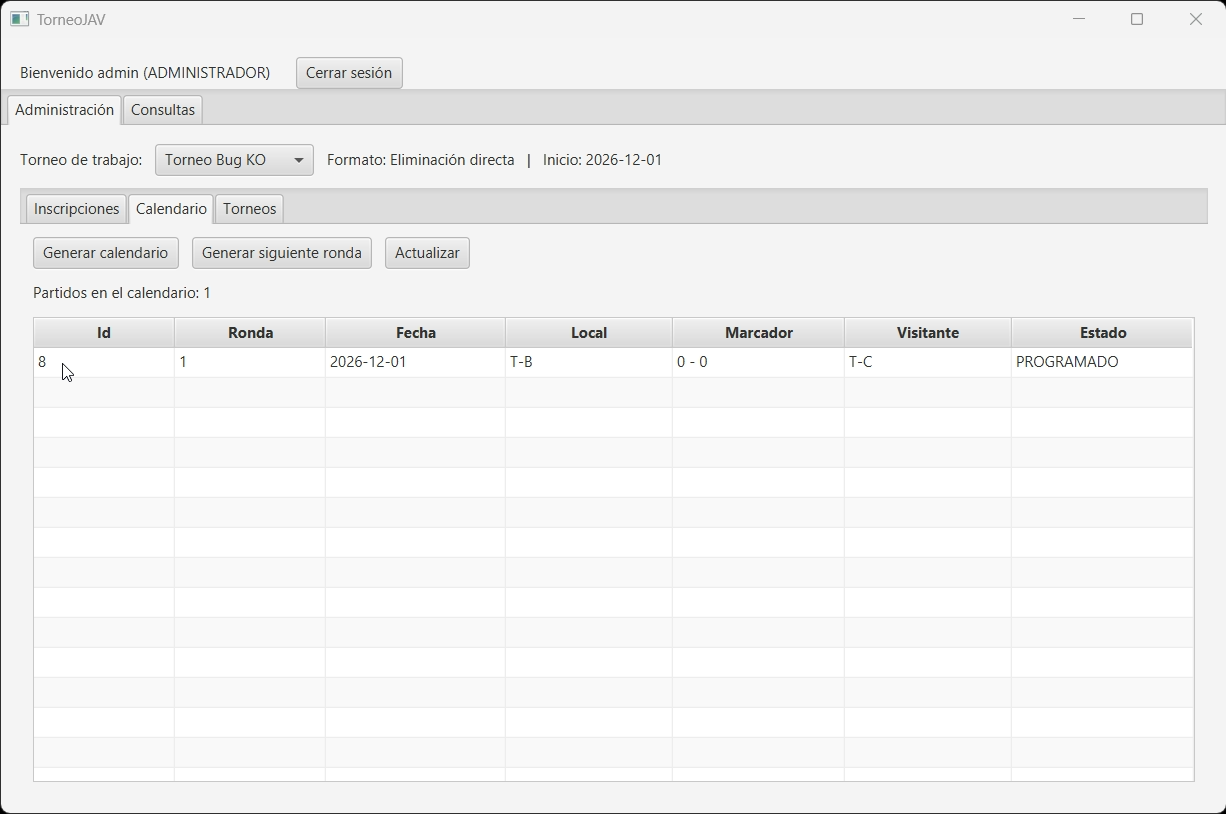 TorneoJAV
Bienvenido admin (ADMINISTRADOR) Cerrar sesión
Administración Consultas
Torneo de trabajo: Torneo Bug KO Formato: Eliminación directa | Inicio: 2026-12-01
Inscripciones Calendario Torneos
Generar calendario Generar siguiente ronda Actualizar
Partidos en el calendario: 1
Id Ronda Fecha Local Marcador Visitante Estado
8 1 2026-12-01 T-B 0 - 0 T-C PROGRAMADO